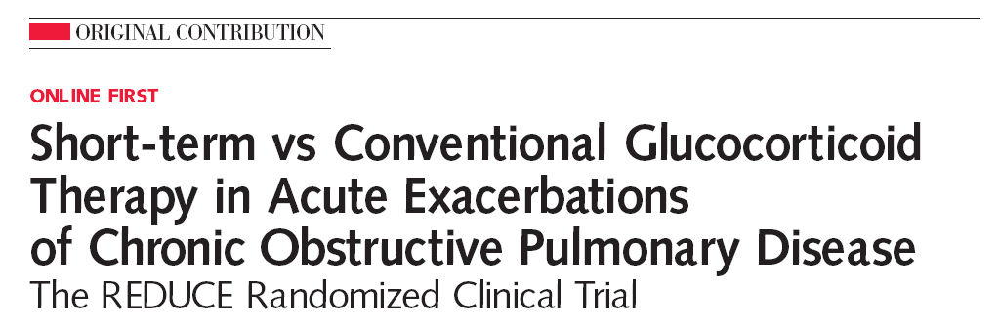 ORIGINAL CONTRIBUTION
ONLINE FIRST
Short-term vs Conventional Glucocorticoid
Therapy in Acute Exacerbations
of Chronic Obstructive Pulmonary Disease
The REDUCE Randomized Clinical Trial